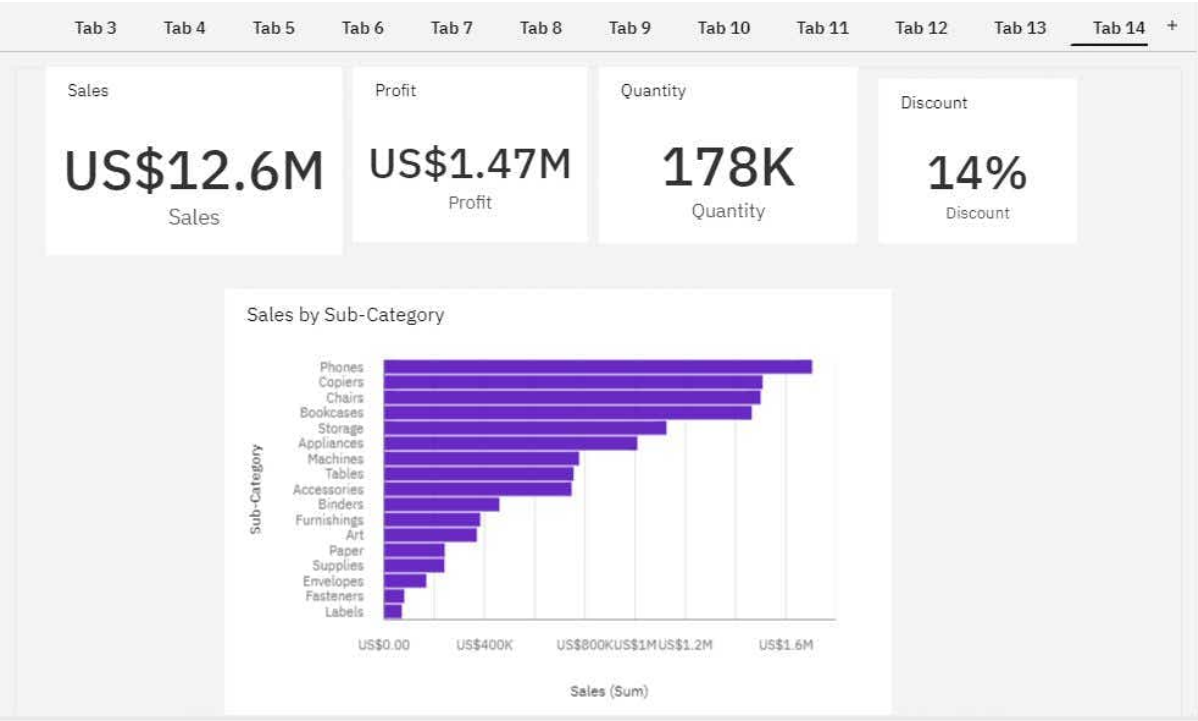 Tab 3 Tab 4 Tab 5 Tab 6 Tab 7 Tab 8 Tab 9 Tab 10 Tab 11 Tab 12 Tab 13 Tab 14 +
Sales
US$12.6M
Sales
Profit
US$1.47M
Profit
Quantity
178K
Quantity
Discount
14%
Discount
Sales by Sub-Category
Sub-Category
Phones
Copiers
Chairs
Bookcases
Storage
Appliances
Machines
Tables
Accessories
Binders
Furnishings
Art
Paper
Supplies
Envelopes
Fasteners
Labels
US$0.00 US$400K US$800KUS$1MUS$1.2M US$1.6M
Sales (Sum)